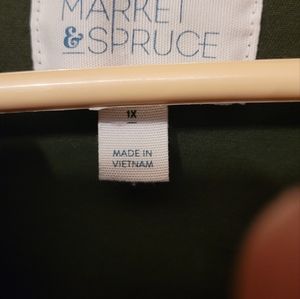 MARKET
& SPRUCE
1X
MADE IN
VIETNAM